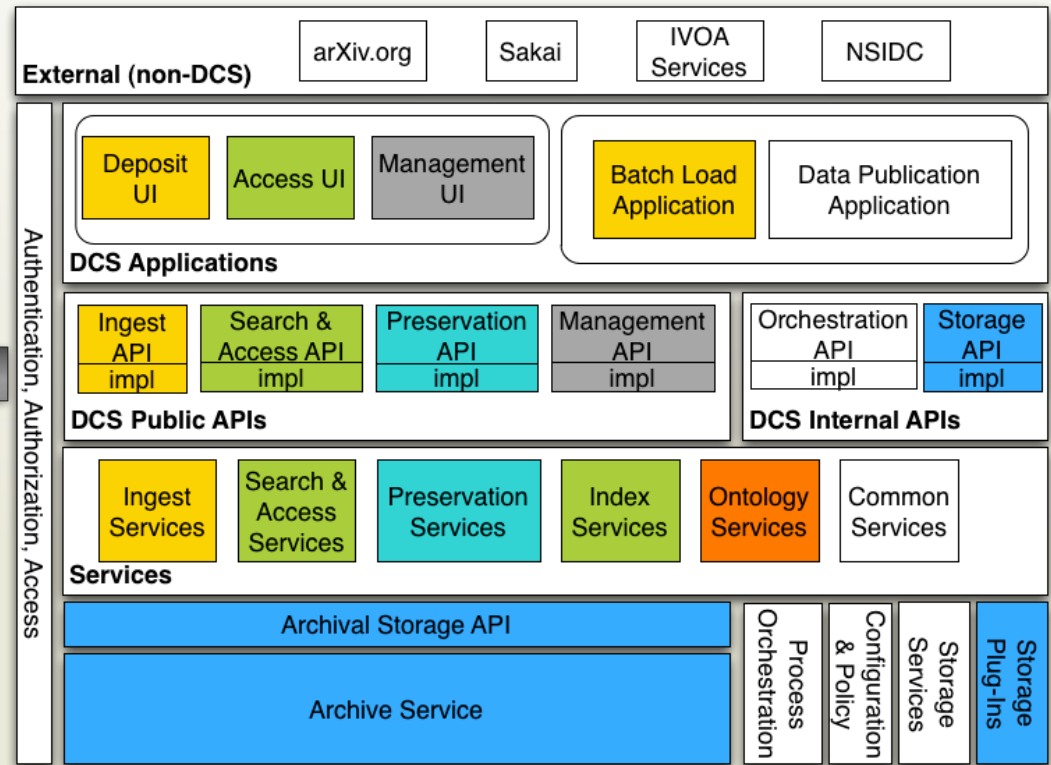 arXiv.org
Sakai
IVOA
Services
NSIDC
External (non-DCS)
Authentication, Authorization, Access
Deposit
UI
Access UI
Management
UI
Batch Load
Application
Data Publication
Application
DCS Applications
Ingest
API
impl
Search &
Access API
impl
Preservation
API
impl
Management
API
impl
DCS Public APIs
Orchestration
API
impl
Storage
API
impl
DCS Internal APIs
Ingest
Services
Search &
Access
Services
Preservation
Services
Index
Services
Ontology
Services
Common
Services
Services
Archival Storage API
Archive Service
Process
Orchestration
Configuration
& Policy
Storage
Services
Storage
Plug-Ins